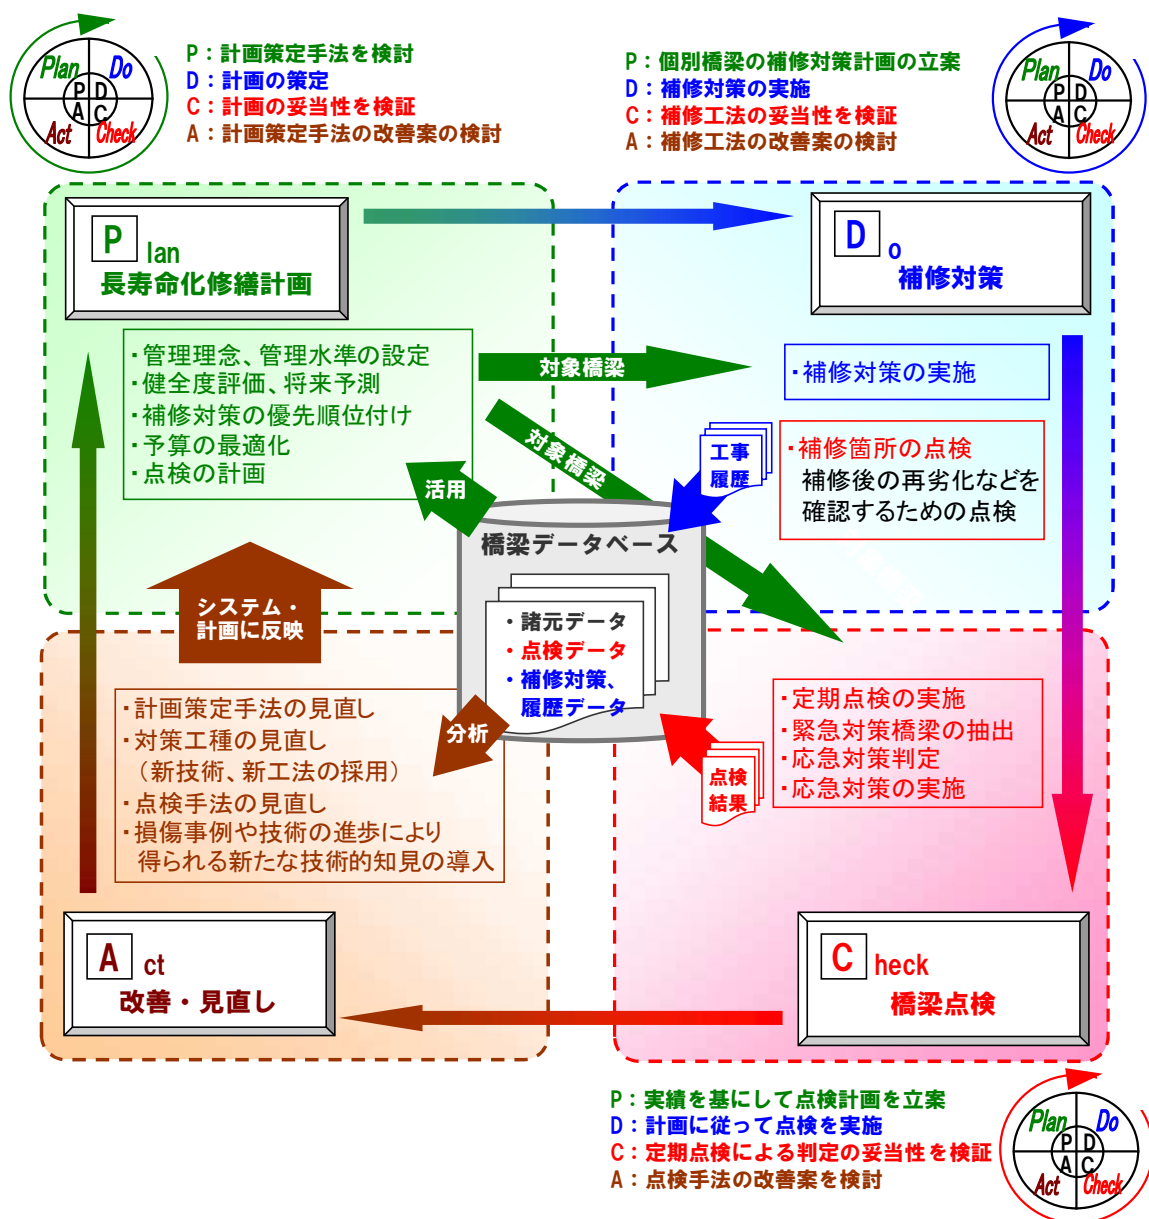 Plan Do
P D
A C
Act Check
P：計画策定手法を検討
D：計画の策定
C：計画の妥当性を検証
A：計画策定手法の改善案の検討
P：個別橋梁の補修対策計画の立案
D：補修対策の実施
C：補修工法の妥当性を検証
A：補修工法の改善案の検討
Plan Do
P D
A C
Act Check
P lan
長寿命化修繕計画
D o
補修対策
・管理理念、管理水準の設定
・健全度評価、将来予測
・補修対策の優先順位付け
・予算の最適化
・点検の計画
対象橋梁
対象橋梁
・補修対策の実施
・補修箇所の点検
補修後の再劣化などを
確認するための点検
工事
履歴
活用
橋梁データベース
・諸元データ
・点検データ
・補修対策、
履歴データ
システム・
計画に反映
分析
点検
結果
・計画策定手法の見直し
・対策工種の見直し
（新技術、新工法の採用）
・点検手法の見直し
・損傷事例や技術の進歩により
得られる新たな技術的知見の導入
・定期点検の実施
・緊急対策橋梁の抽出
・応急対策判定
・応急対策の実施
A ct
改善・見直し
C heck
橋梁点検
P：実績を基にして点検計画を立案
D：計画に従って点検を実施
C：定期点検による判定の妥当性を検証
A：点検手法の改善案を検討
Plan Do
P D
A C
Act Check